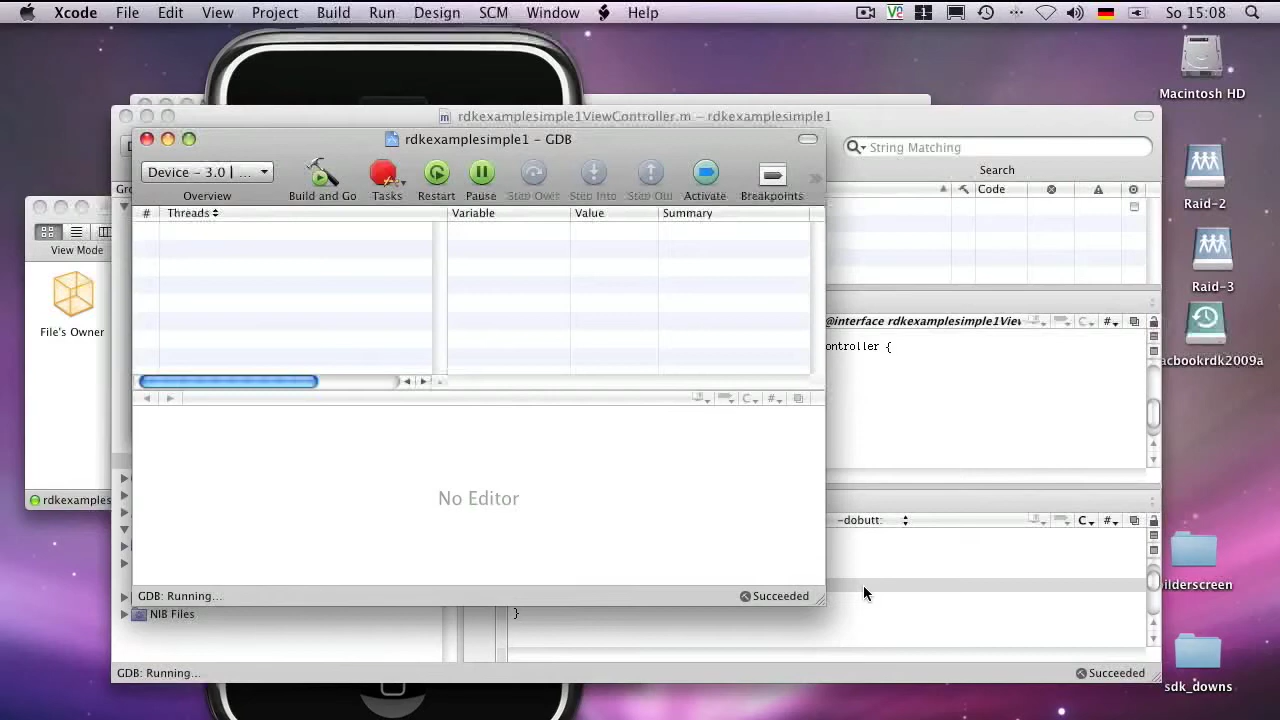 Xcode File Edit View Project Build Run Design SCM Window Help So 15:08
Macintosh HD
rdkexamplesimple1ViewController.m – rdkexamplesimple1
rdkexamplesimple1 – GDB
String Matching
Device – 3.0 | ...
Search
Overview Build and Go Tasks Restart Pause Step Over Step Into Step Out Activate Breakpoints
Gro
Code
# Threads Variable Value Summary
Raid-2
View Mode
Raid-3
File's Owner
@interface rdkexamplesimple1View
ontroller {
acbookrdk2009a
No Editor
rdkexamples
-dobutt:
ilderscreen
GDB: Running... Succeeded
NIB Files
}
GDB: Running... Succeeded
sdk_downs